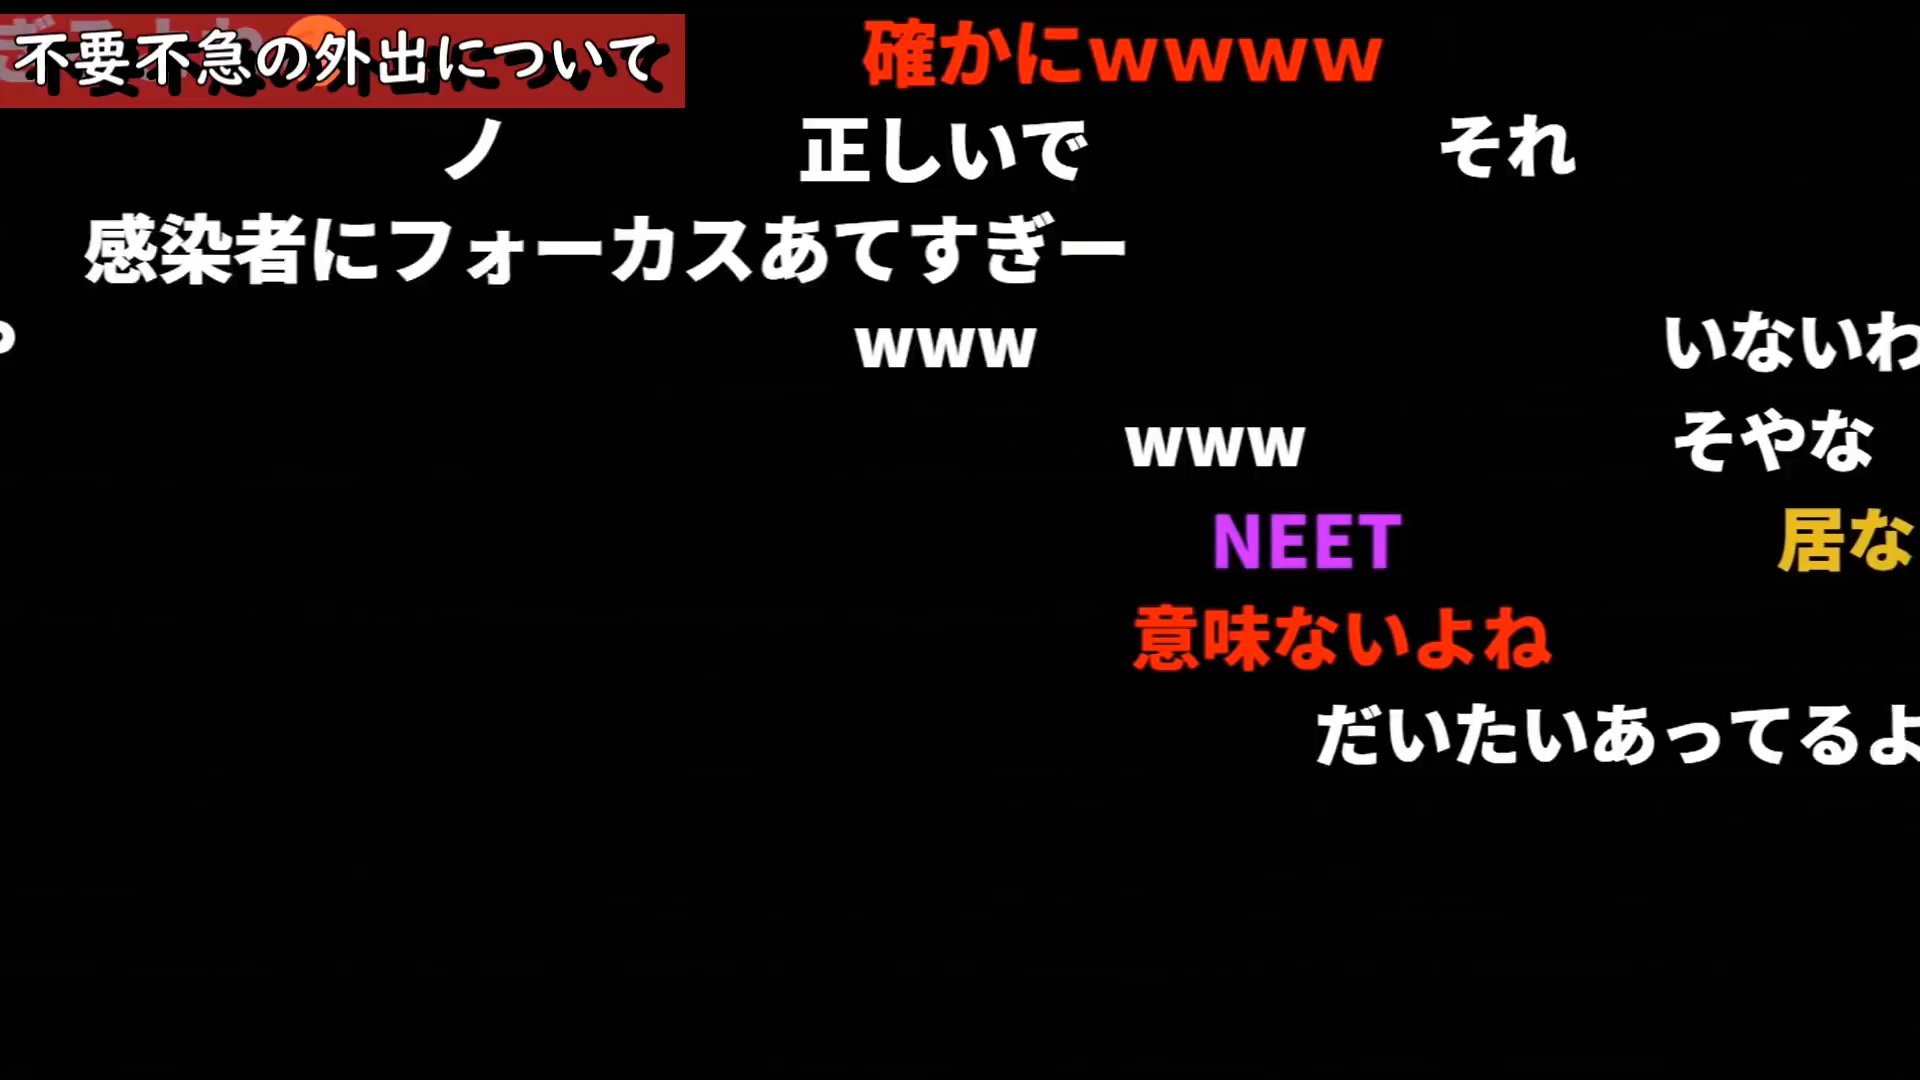 不要不急の外出について
確かにwwww
ノ 正しいで それ
感染者にフォーカスあてすぎー
www いないわ
www そやな
NEET 居な
意味ないよね
だいたいあってるよ